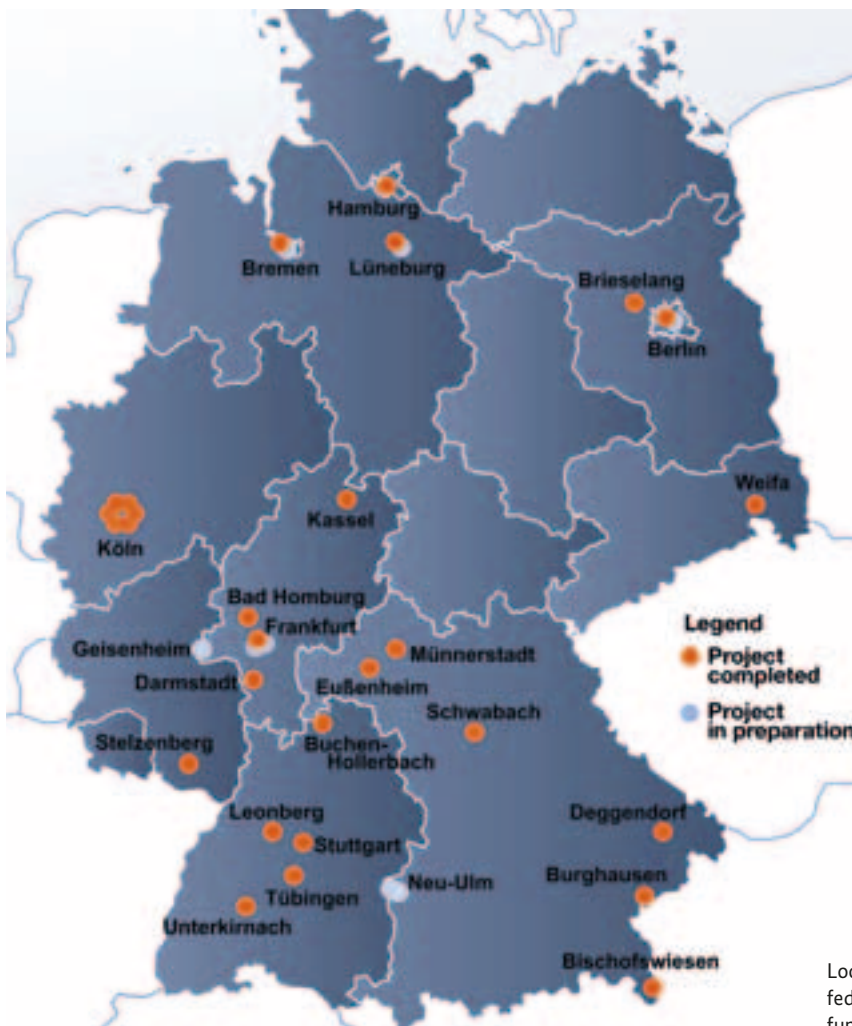 Hamburg
Bremen
Lüneburg
Brieselang
Berlin
Weifa
Kassel
Köln
Bad Homburg
Frankfurt
Geisenheim
Münnerstadt
Eußenheim
Darmstadt
Schwabach
Stelzenberg
Buchen-
Hollerbach
Leonberg
Stuttgart
Deggendorf
Tübingen
Neu-Ulm
Burghausen
Unterkirnach
Bischofswiesen
Legend
Project
completed
Project
in preparation